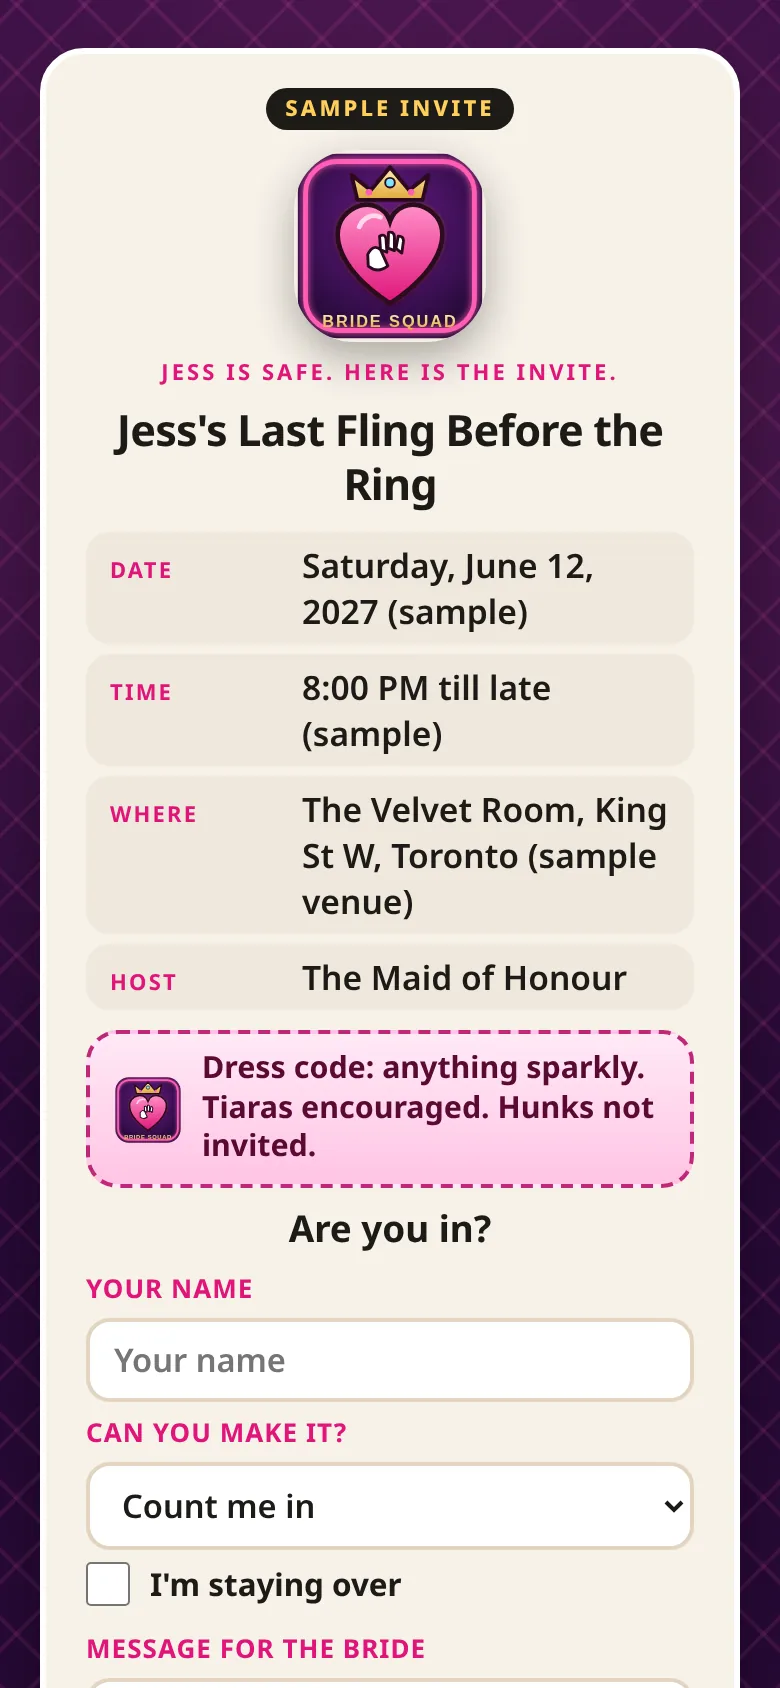 SAMPLE INVITE
BRIDE SQUAD
JESS IS SAFE. HERE IS THE INVITE.
Jess's Last Fling Before the
Ring
DATE
Saturday, June 12,
2027 (sample)
TIME
8:00 PM till late
(sample)
WHERE
The Velvet Room, King
St W, Toronto (sample
venue)
HOST
The Maid of Honour
BRIDE SQUAD
Dress code: anything sparkly.
Tiaras encouraged. Hunks not
invited.
Are you in?
YOUR NAME
Your name
CAN YOU MAKE IT?
Count me in
I'm staying over
MESSAGE FOR THE BRIDE